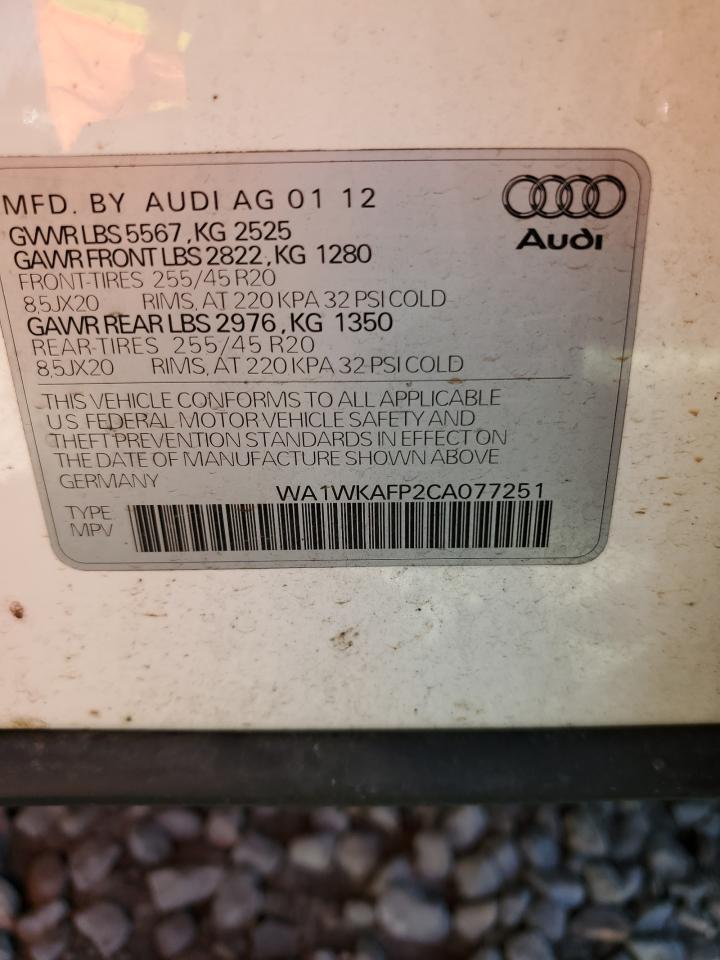 MFD. BY AUDI AG 01 12
Audi
GVWR LBS 5567, KG 2525
GAWR FRONT LBS 2822, KG 1280
FRONT-TIRES 255/45 R20
8,5JX20 RIMS, AT 220 KPA 32 PSI COLD
GAWR REAR LBS 2976, KG 1350
REAR-TIRES 255/45 R20
8,5JX20 RIMS, AT 220 KPA 32 PSI COLD
THIS VEHICLE CONFORMS TO ALL APPLICABLE
U.S. FEDERAL MOTOR VEHICLE SAFETY AND
THEFT PREVENTION STANDARDS IN EFFECT ON
THE DATE OF MANUFACTURE SHOWN ABOVE
GERMANY
WA1WKAFP2CA077251
TYPE
MPV